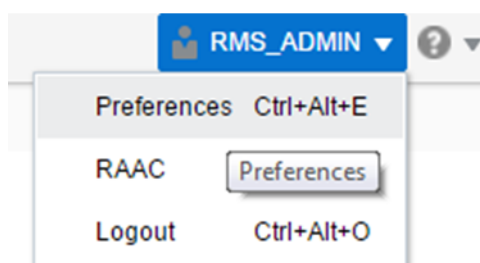 RMS_ADMIN
Preferences Ctrl+Alt+E
RAAC
Preferences
Logout Ctrl+Alt+O